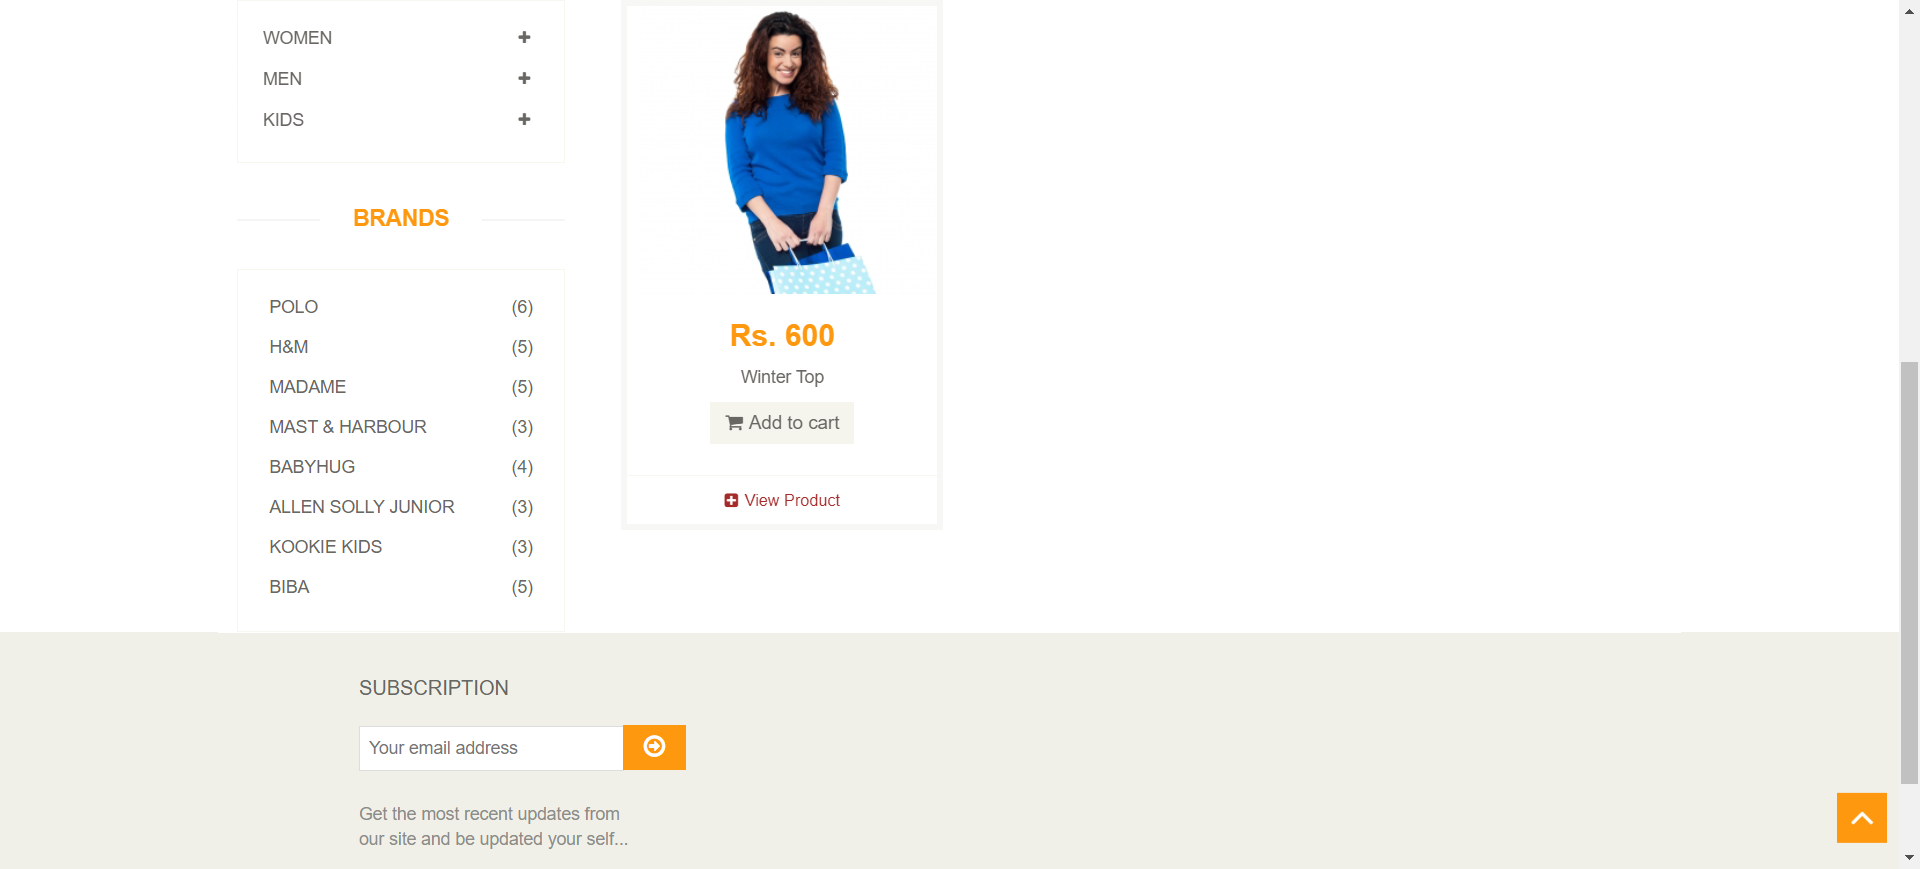 WOMEN
MEN
KIDS
BRANDS
POLO (6)
H&M (5)
MADAME (5)
MAST & HARBOUR (3)
BABYHUG (4)
ALLEN SOLLY JUNIOR (3)
KOOKIE KIDS (3)
BIBA (5)
Rs. 600
Winter Top
Add to cart
View Product
SUBSCRIPTION
Your email address
Get the most recent updates from
our site and be updated your self...